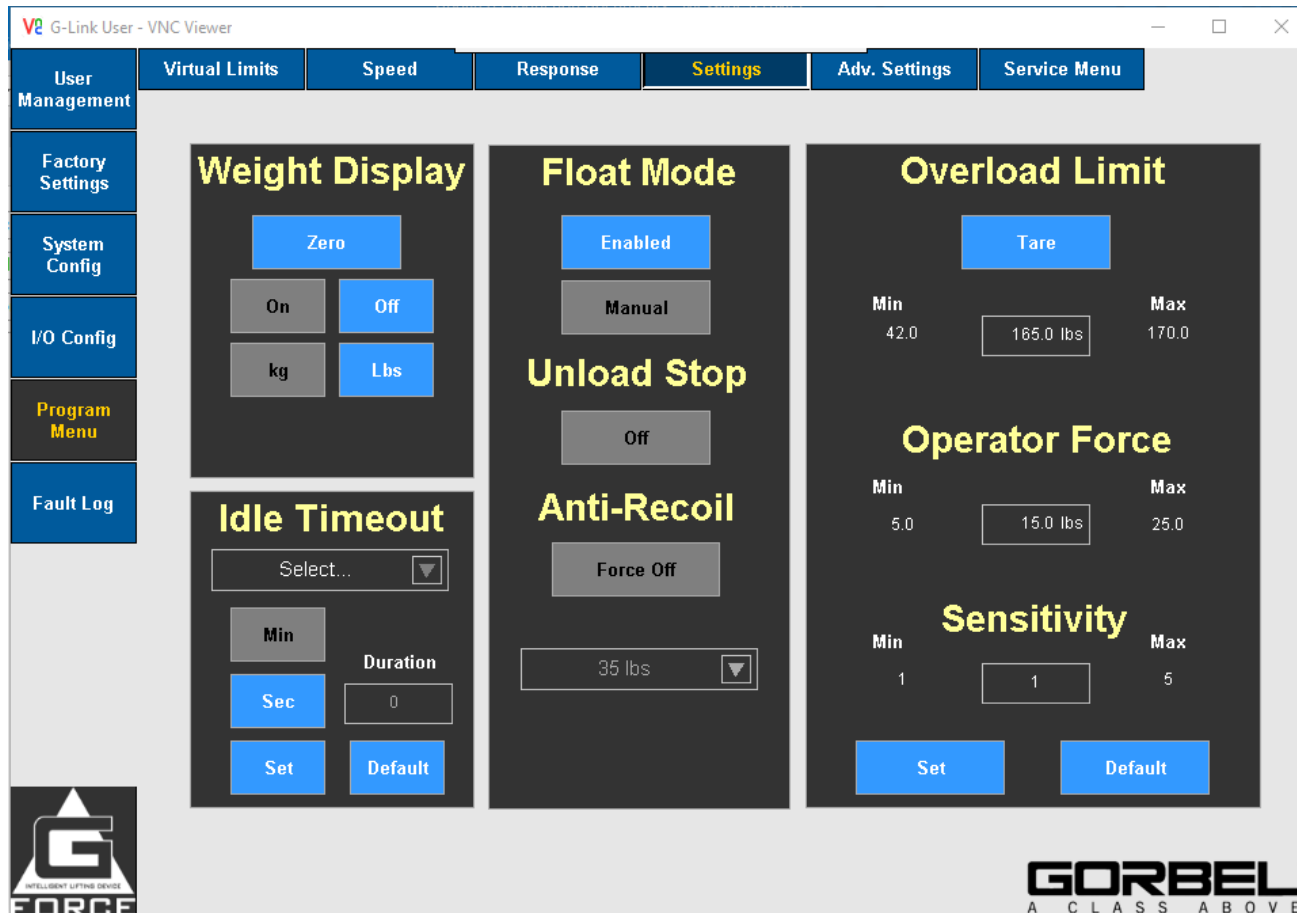 G-Link User - VNC Viewer
User
Management
Virtual Limits
Speed
Response
Settings
Adv. Settings
Service Menu
Factory
Settings
System
Config
I/O Config
Program
Menu
Fault Log
Weight Display
Zero
On
Off
kg
Lbs
Idle Timeout
Select...
Min
Duration
Sec
0
Set
Default
Float Mode
Enabled
Manual
Unload Stop
Off
Anti-Recoil
Force Off
35 lbs
Overload Limit
Tare
Min
Max
42.0
165.0 lbs
170.0
Operator Force
Min
Max
5.0
15.0 lbs
25.0
Sensitivity
Min
Max
1
1
5
Set
Default
G
INTELLIGENT LIFTING DEVICE
FORCE
GORBEL
A CLASS ABOVE